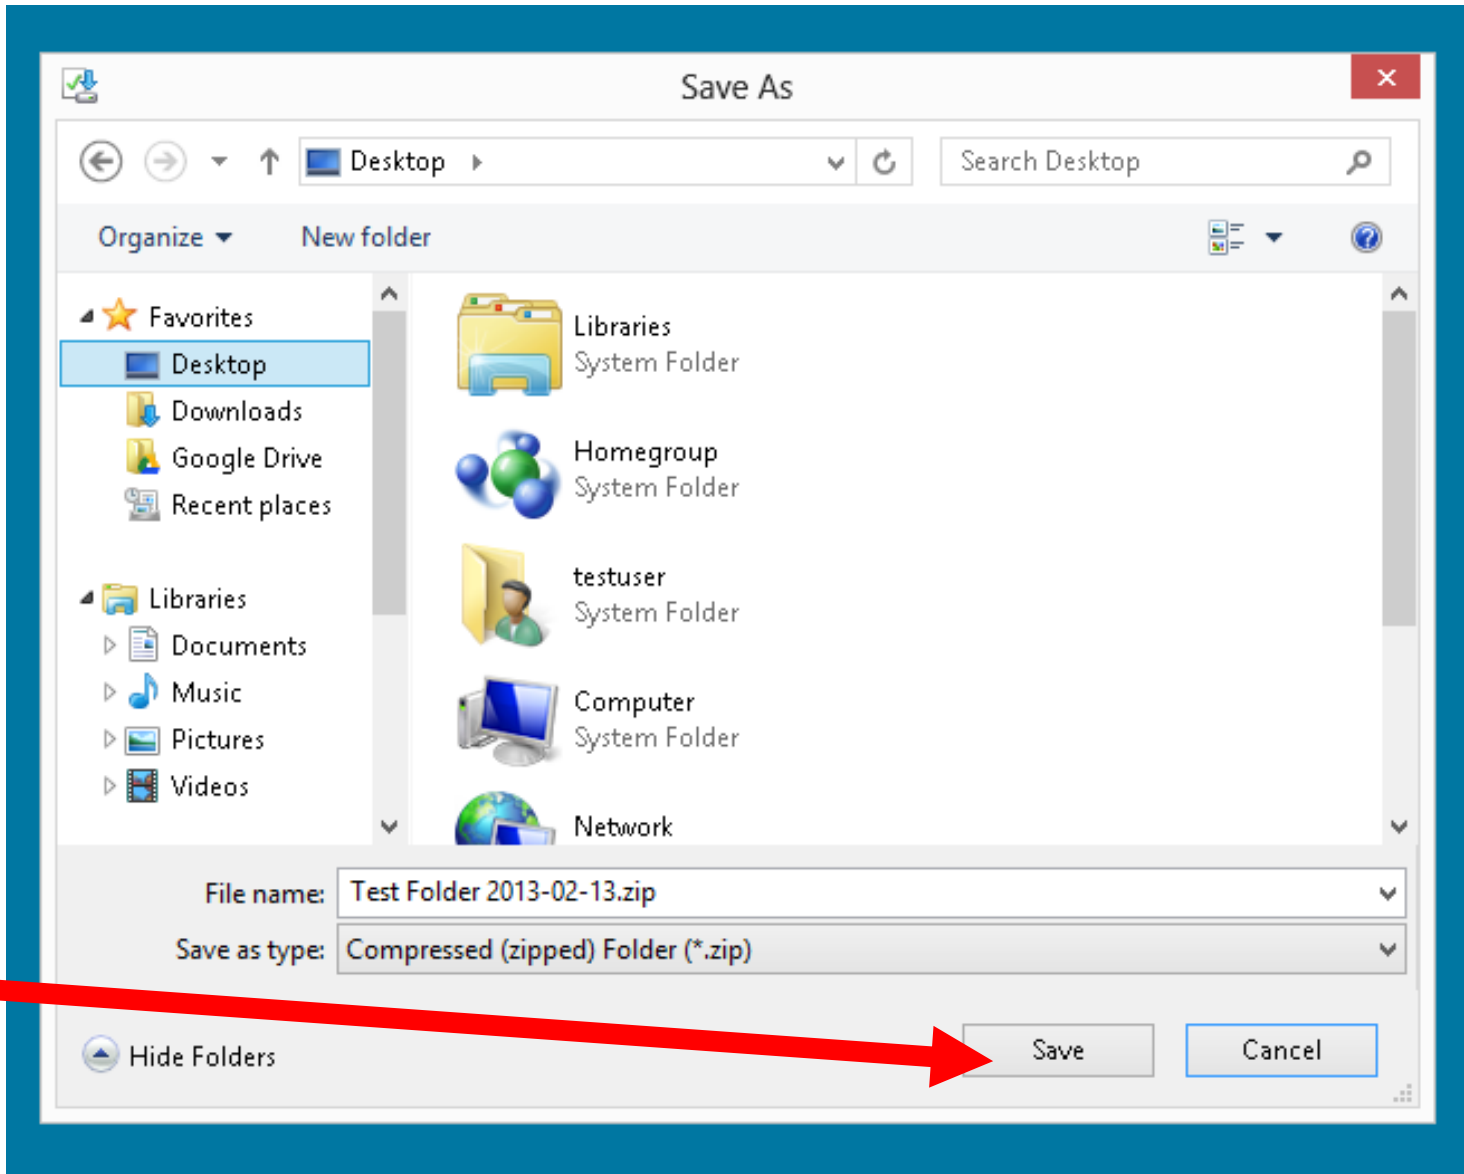 Save As
Desktop
Search Desktop
Organize
New folder
Favorites
Desktop
Downloads
Google Drive
Recent places
Libraries
Documents
Music
Pictures
Videos
Libraries
System Folder
Homegroup
System Folder
testuser
System Folder
Computer
System Folder
Network
File name: Test Folder 2013-02-13.zip
Save as type: Compressed (zipped) Folder (*.zip)
Hide Folders
Save
Cancel